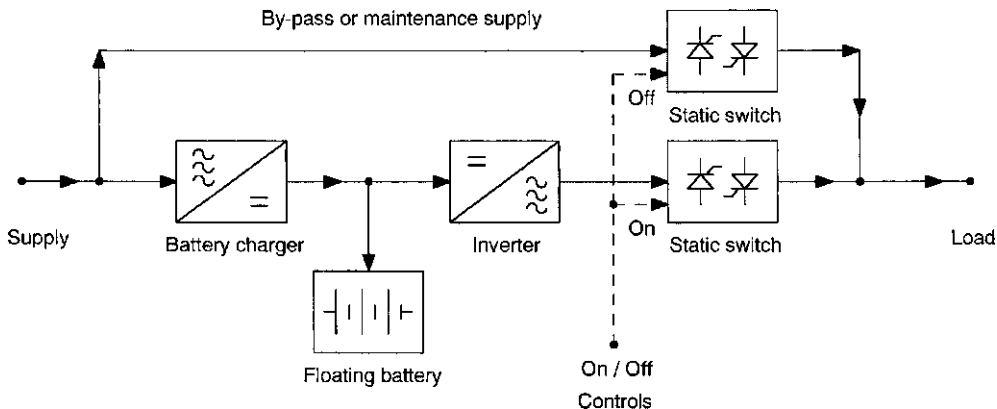 By-pass or maintenance supply
Off
Static switch
On
Supply
Battery charger
Inverter
Static switch
Load
Floating battery
On / Off
Controls